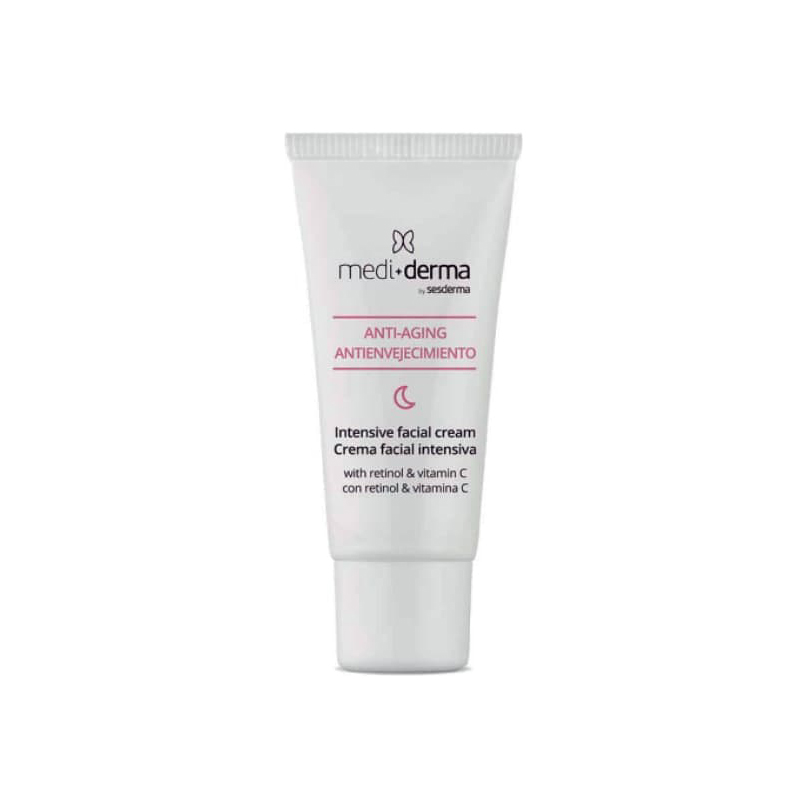 medi+derma
by sesderma
ANTI-AGING
ANTIENVEJECIMIENTO
Intensive facial cream
Crema facial intensiva
with retinol & vitamin C
con retinol & vitamina C